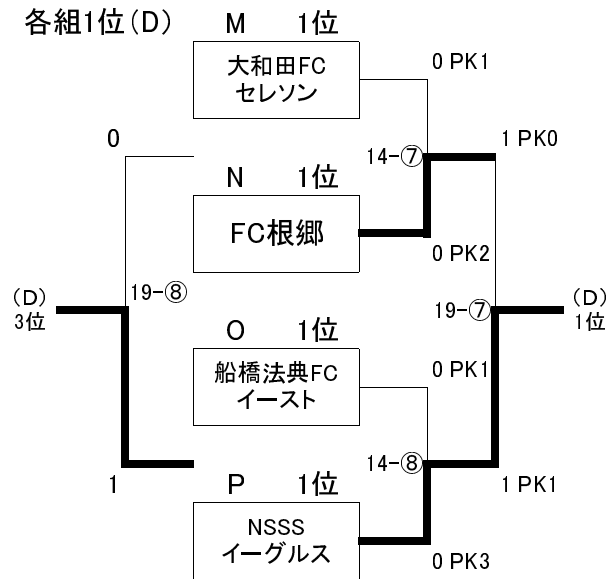 各組1位(D)
M 1位
大和田FC
セレソン
0 PK1
0
14-⑦
1 PK0
N 1位
FC根郷
0 PK2
(D)
3位
19-⑧
19-⑦
(D)
1位
O 1位
船橋法典FC
イースト
0 PK1
14-⑧
1
P 1位
1 PK1
NSSS
イーグルス
0 PK3